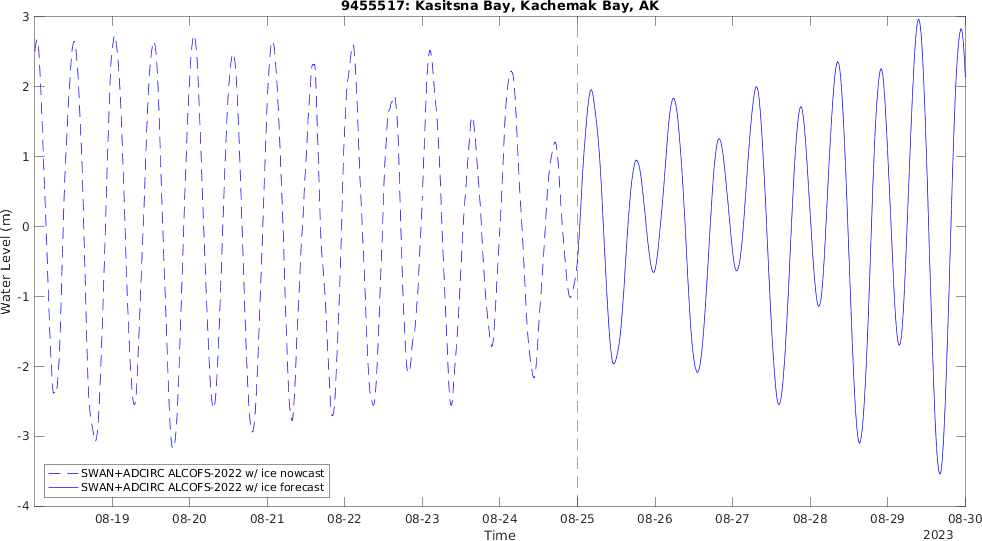 9455517: Kasitsna Bay, Kachemak Bay, AK
3
2
1
0
-1
-2
-3
-4
Water Level (m)
SWAN+ADCIRC ALCOFS-2022 w/ ice nowcast
SWAN+ADCIRC ALCOFS-2022 w/ ice forecast
08-19 08-20 08-21 08-22 08-23 08-24 08-25 08-26 08-27 08-28 08-29 08-30
Time
2023